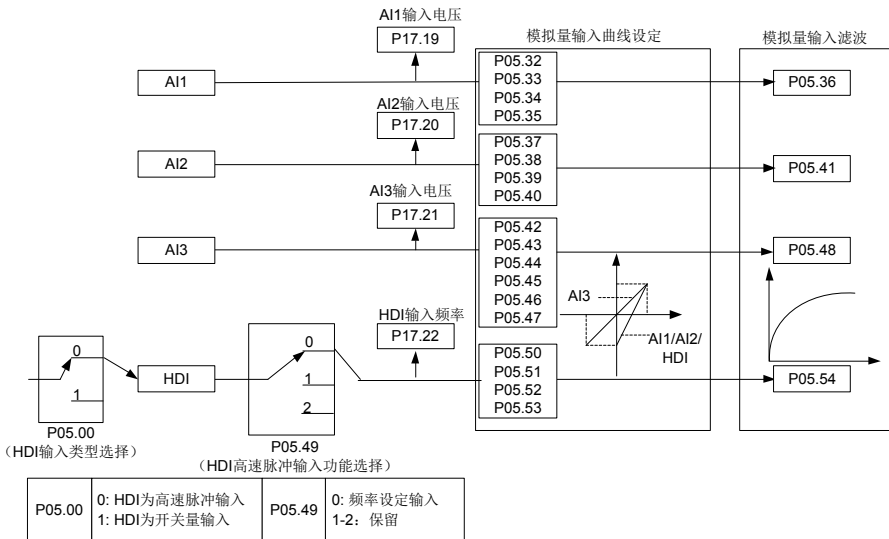 AI1输入电压
P17.19
模拟量输入曲线设定
模拟量输入滤波
AI1
P05.32
P05.33
P05.34
P05.35
P05.36
AI2输入电压
P17.20
AI2
P05.37
P05.38
P05.39
P05.40
P05.41
AI3输入电压
P17.21
AI3
P05.42
P05.43
P05.44
P05.45
P05.46
P05.47
P05.48
AI3
AI1/AI2/
HDI
HDI输入频率
P17.22
0
1
HDI
0
1
2
P05.50
P05.51
P05.52
P05.53
P05.54
P05.00
（HDI输入类型选择）
P05.49
（HDI高速脉冲输入功能选择）
P05.00
0: HDI为高速脉冲输入
1: HDI为开关量输入
P05.49
0: 频率设定输入
1-2：保留